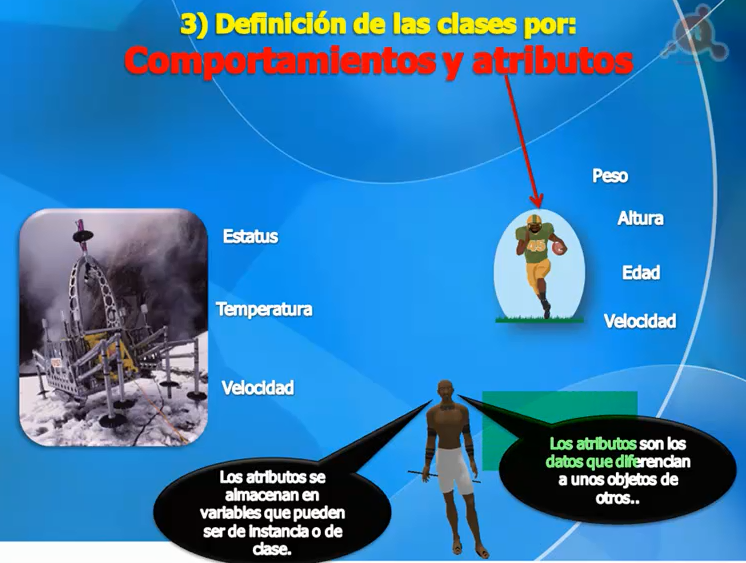 3) Definición de las clases por:
Comportamientos y atributos
Peso
Altura
Edad
Velocidad
Estatus
Temperatura
Velocidad
Los atributos se
almacenan en
variables que pueden
ser de instancia o de
clase.
Los atributos son los
datos que diferencian
a unos objetos de
otros..